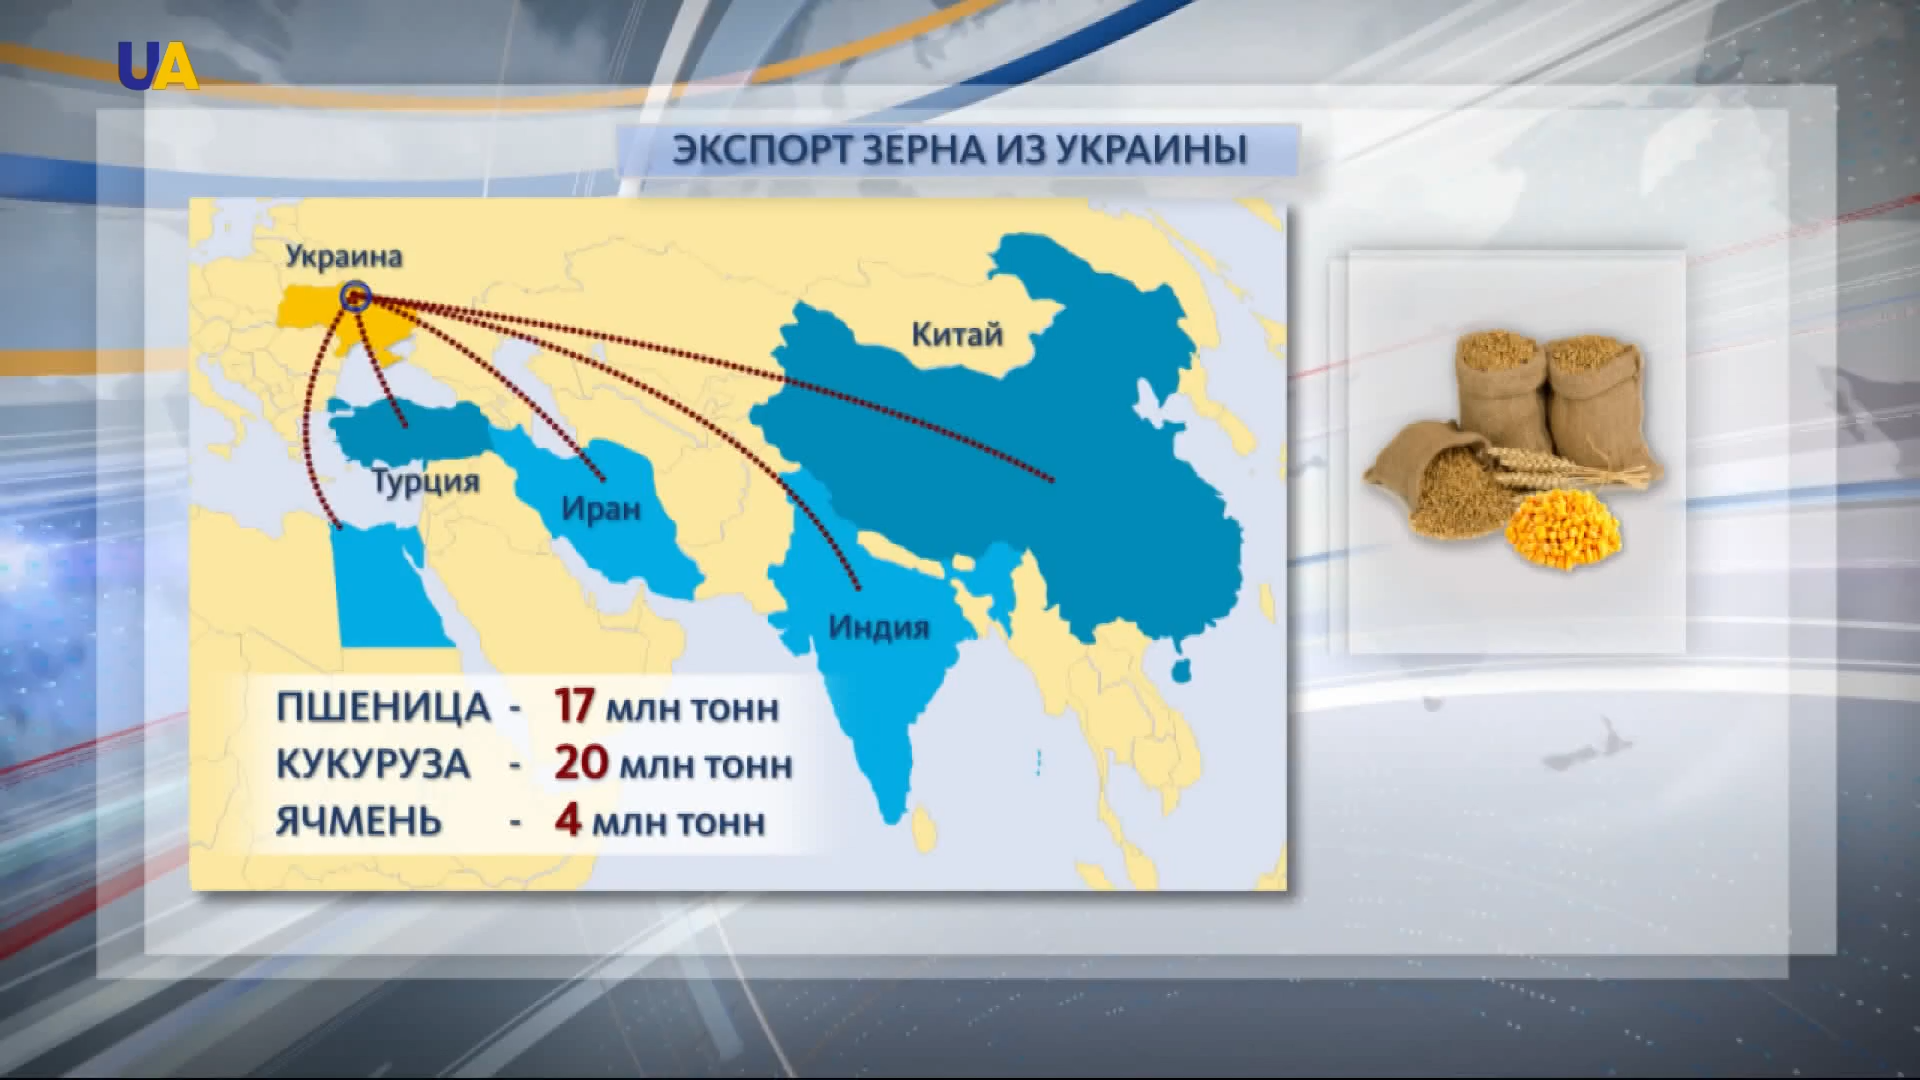 UA
ЭКСПОРТ ЗЕРНА ИЗ УКРАИНЫ
Украина
Китай
Турция
Иран
Индия
ПШЕНИЦА - 17 млн тонн
КУКУРУЗА - 20 млн тонн
ЯЧМЕНЬ - 4 млн тонн